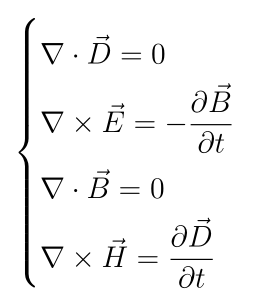 ∇ · D⃗ = 0
∇ × E⃗ = −∂B⃗/∂t
∇ · B⃗ = 0
∇ × H⃗ = ∂D⃗/∂t